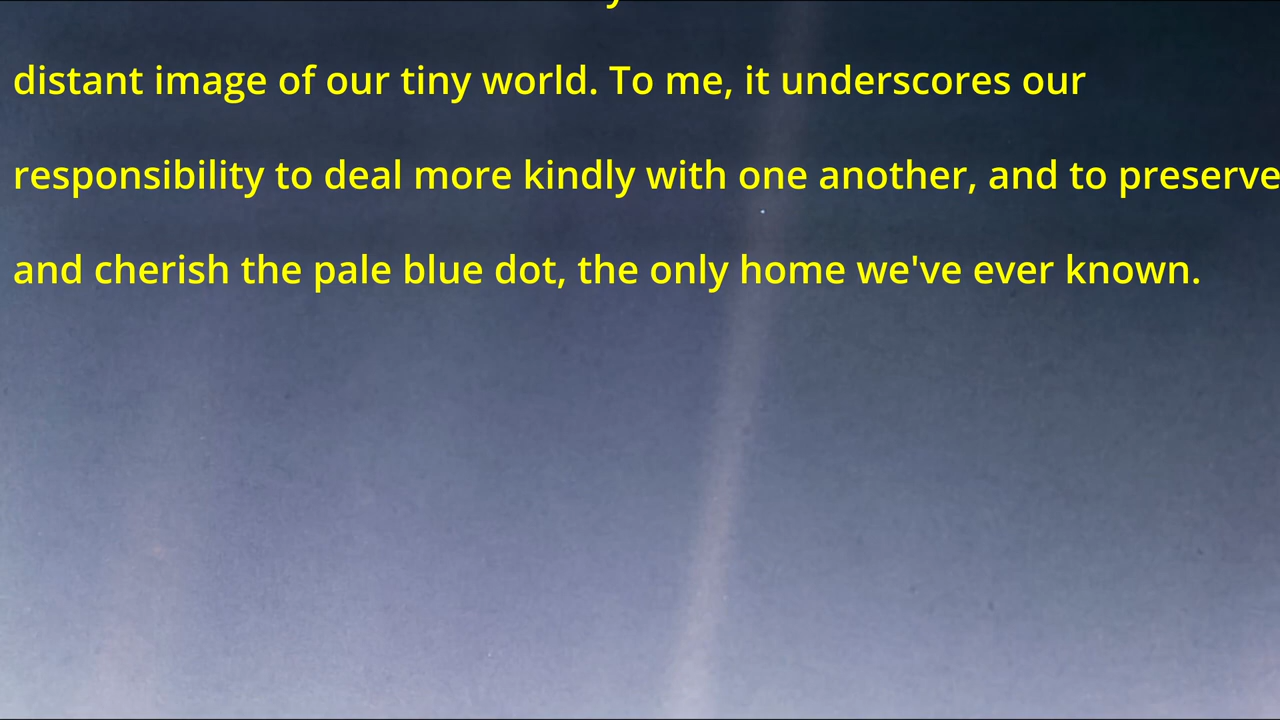 distant image of our tiny world. To me, it underscores our
responsibility to deal more kindly with one another, and to preserve
and cherish the pale blue dot, the only home we've ever known.